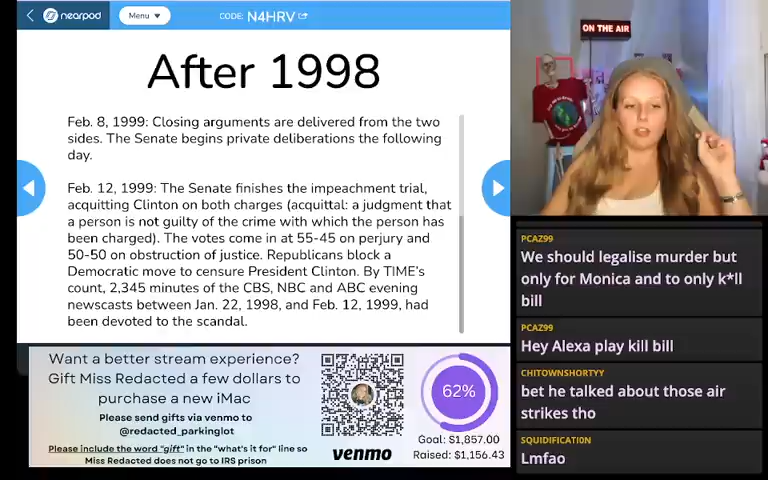 nearpod
Menu
CODE: N4HRV
After 1998
Feb. 8, 1999: Closing arguments are delivered from the two
sides. The Senate begins private deliberations the following
day.
Feb. 12, 1999: The Senate finishes the impeachment trial,
acquitting Clinton on both charges (acquittal: a judgment that
a person is not guilty of the crime with which the person has
been charged). The votes come in at 55-45 on perjury and
50-50 on obstruction of justice. Republicans block a
Democratic move to censure President Clinton. By TIME's
count, 2,345 minutes of the CBS, NBC and ABC evening
newscasts between Jan. 22, 1998, and Feb. 12, 1999, had
been devoted to the scandal.
Want a better stream experience?
Gift Miss Redacted a few dollars to
purchase a new iMac
Please send gifts via venmo to
@redacted_parkinglot
Please include the word "gift" in the "what's it for" line so
Miss Redacted does not go to IRS prison
venmo
62%
Goal: $1,857.00
Raised: $1,156.43
ON THE AIR
PCAZ99
We should legalise murder but
only for Monica and to only k*ll
bill
PCAZ99
Hey Alexa play kill bill
CHITOWNSHORTYY
bet he talked about those air
strikes tho
SQUIDIFICATI0N
Lmfao